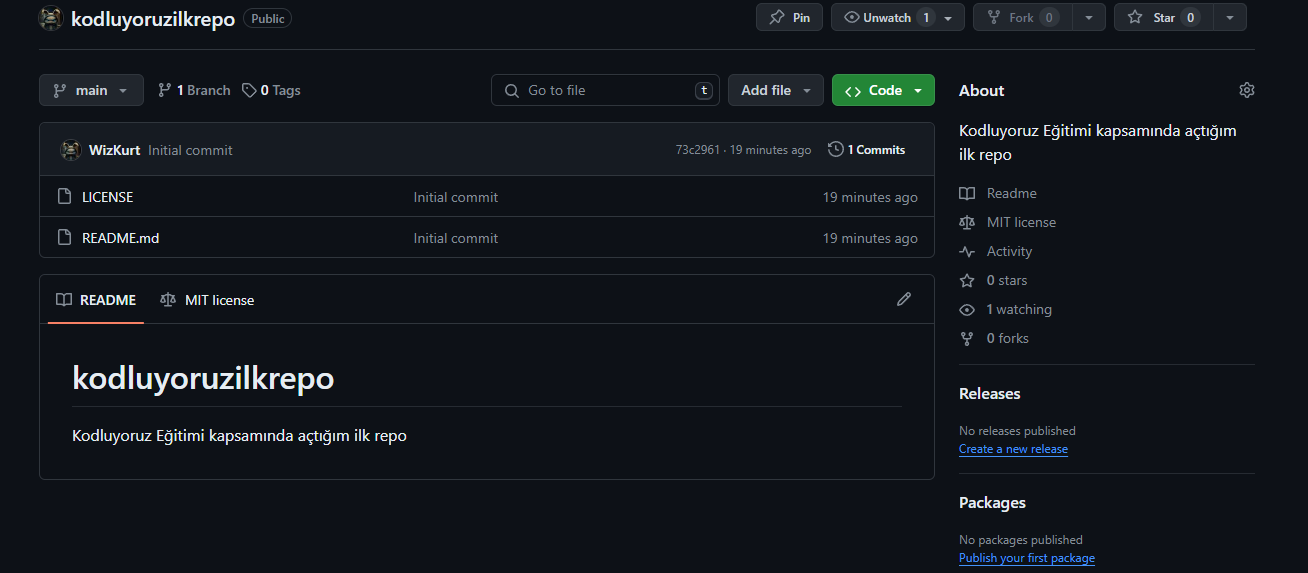 kodluyoruzilkrepo Public Pin Unwatch 1 Fork 0 Star 0
main 1 Branch 0 Tags Go to file t Add file Code
WizKurt Initial commit 73c2961 · 19 minutes ago 1 Commits
LICENSE Initial commit 19 minutes ago
README.md Initial commit 19 minutes ago
README MIT license
kodluyoruzilkrepo
Kodluyoruz Eğitimi kapsamında açtığım ilk repo
About
Kodluyoruz Eğitimi kapsamında açtığım
ilk repo
Readme
MIT license
Activity
0 stars
1 watching
0 forks
Releases
No releases published
Create a new release
Packages
No packages published
Publish your first package